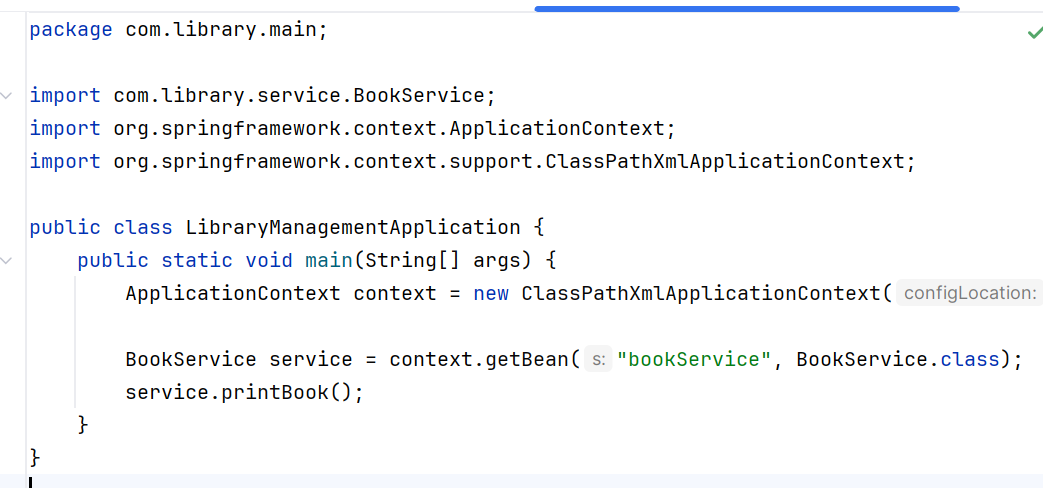 package com.library.main;
import com.library.service.BookService;
import org.springframework.context.ApplicationContext;
import org.springframework.context.support.ClassPathXmlApplicationContext;
public class LibraryManagementApplication {
public static void main(String[] args) {
ApplicationContext context = new ClassPathXmlApplicationContext( configLocation:
BookService service = context.getBean( s: "bookService", BookService.class);
service.printBook();
}
}